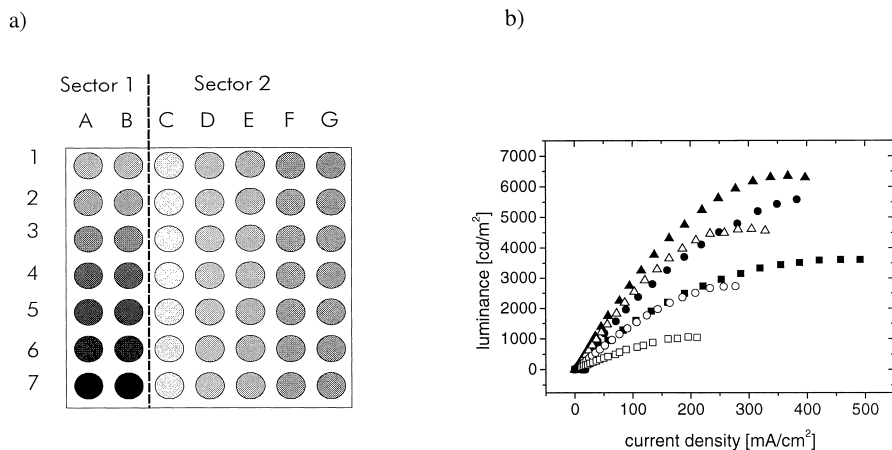 a)
Sector 1 Sector 2
A B C D E F G
1
2
3
4
5
6
7
b)
7000
6000
5000
4000
3000
2000
1000
0
luminance [cd/m²]
0 100 200 300 400 500
current density [mA/cm²]